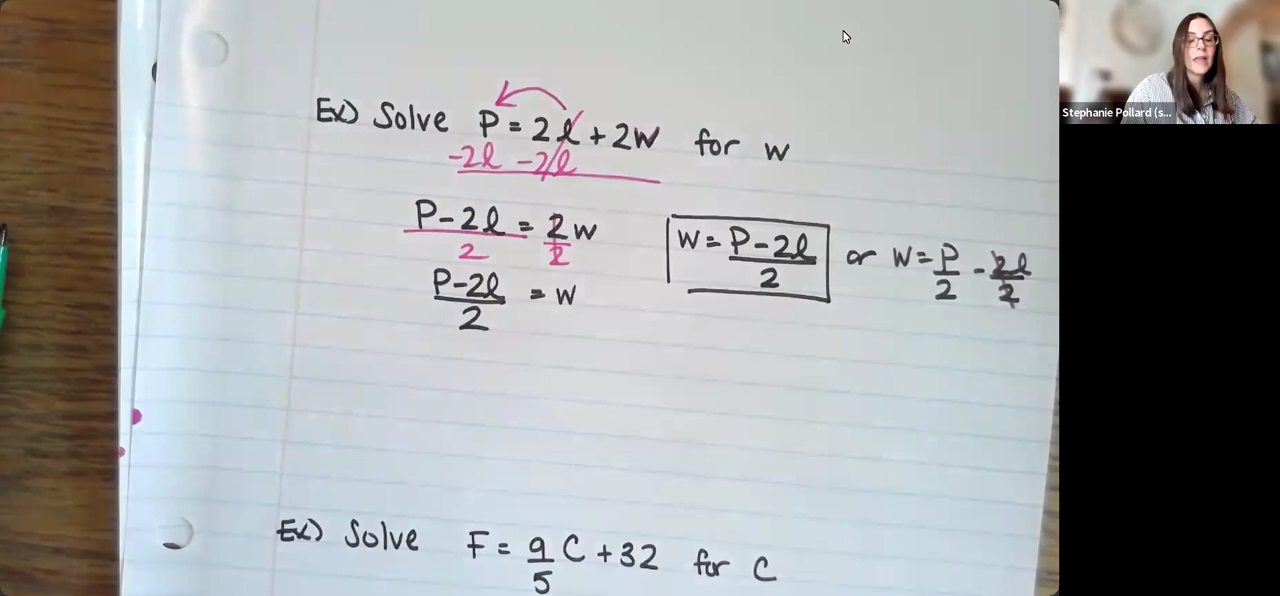 Ex) Solve P = 2l + 2w for w
-2l -2l
P-2l = 2w
2 2
P-2l = w
2
w = P-2l or w = P - 2l
2 2 2
Ex) Solve F = 9 C + 32 for C
5
Stephanie Pollard (s...